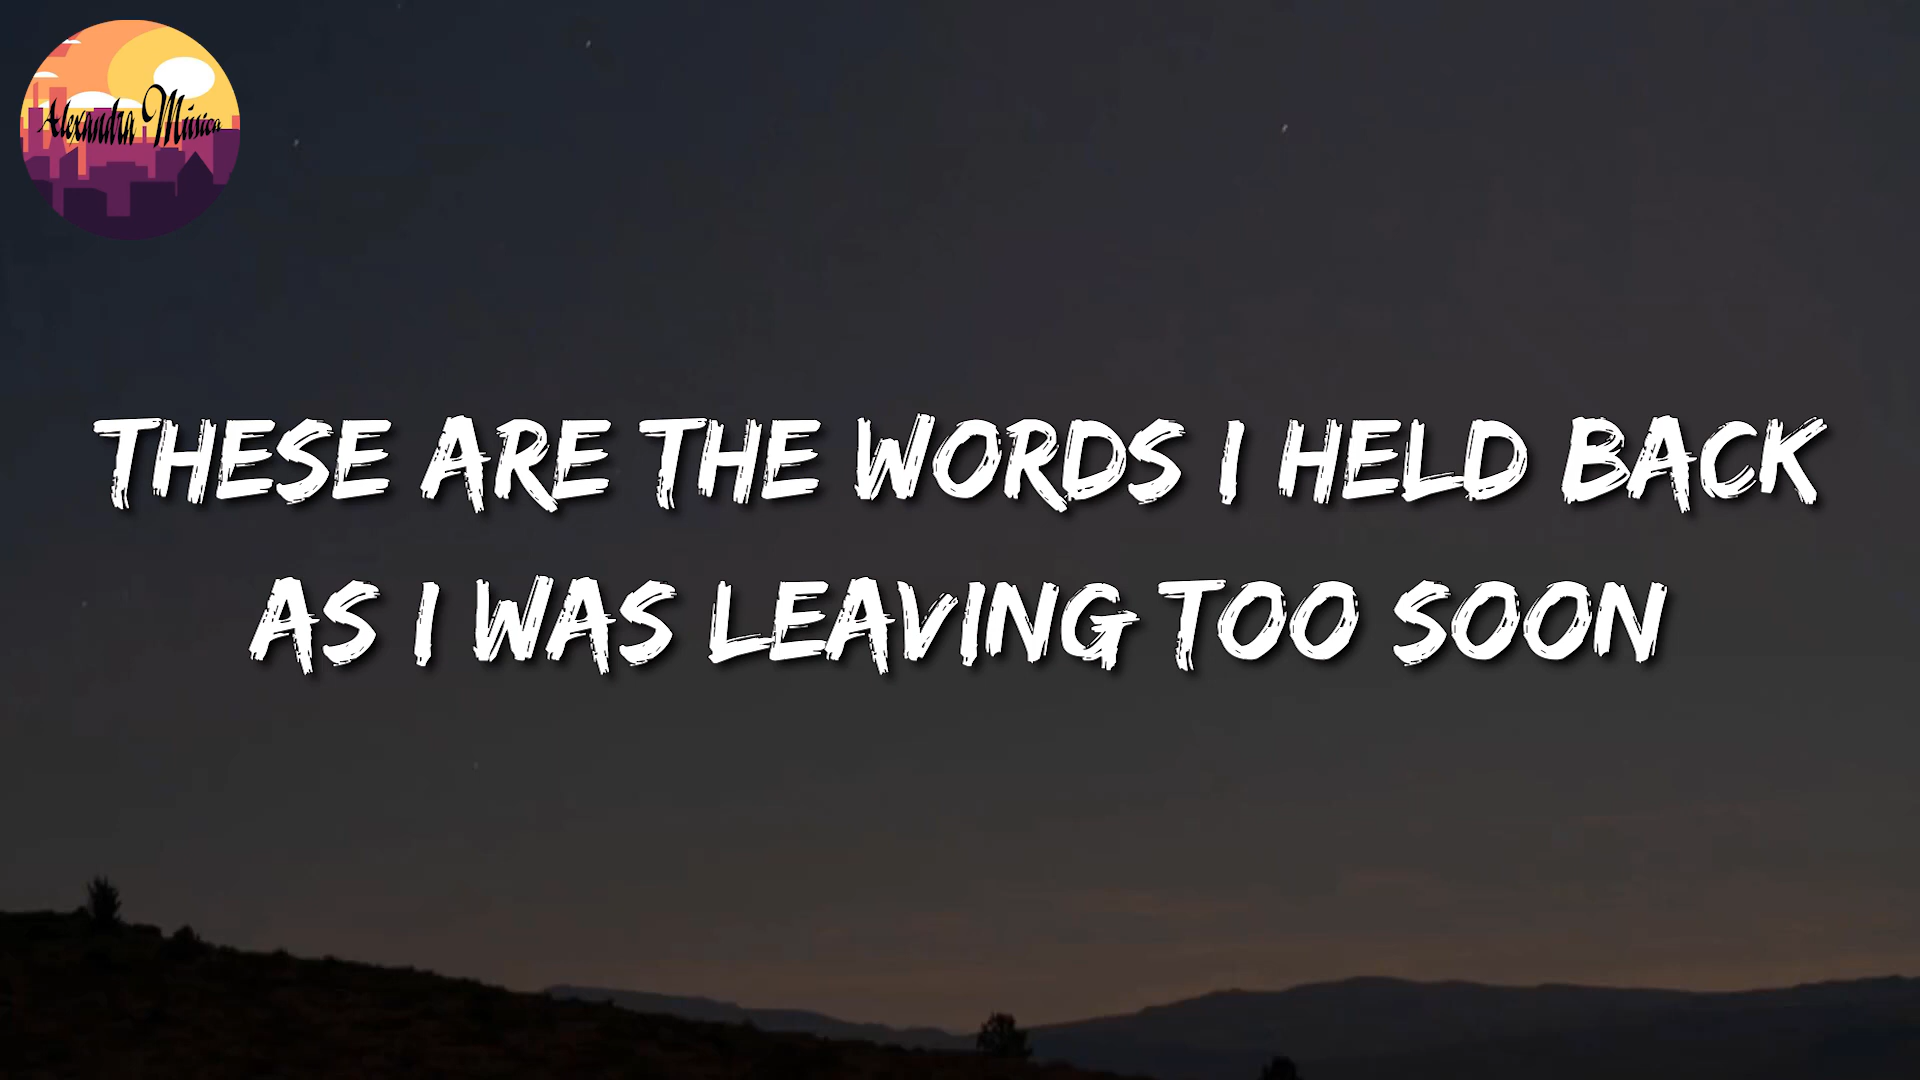 Alexandra Música
THESE ARE THE WORDS I HELD BACK
AS I WAS LEAVING TOO SOON